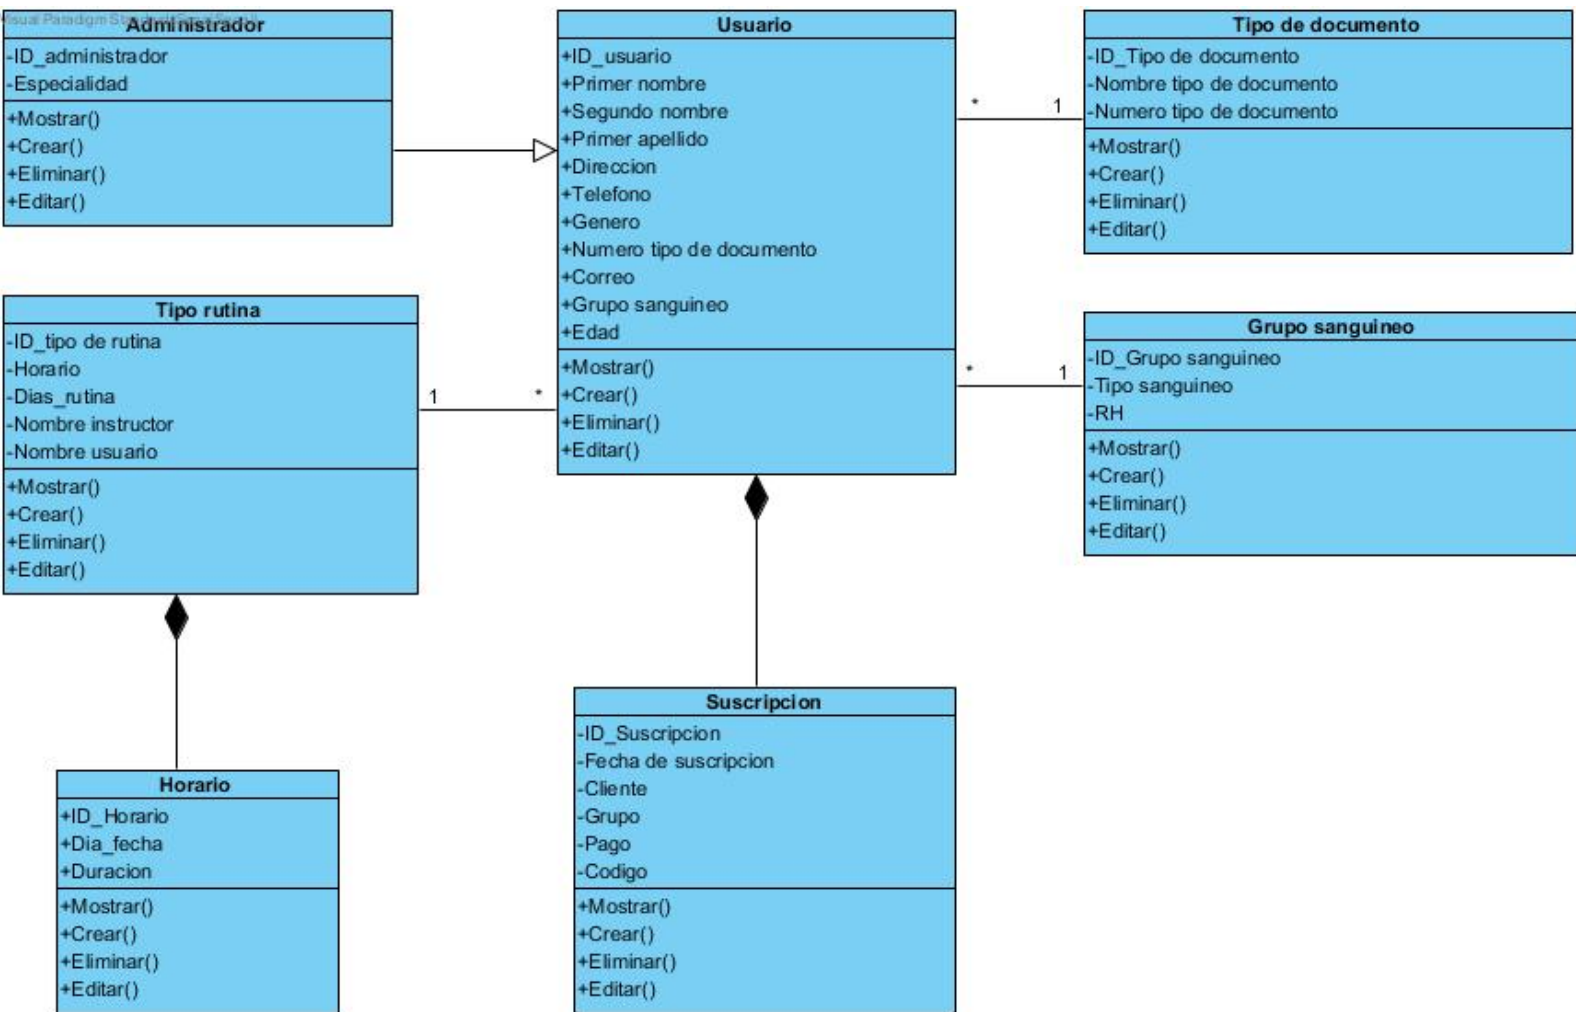 Administrador
-ID_administrador
-Especialidad
+Mostrar()
+Crear()
+Eliminar()
+Editar()
Usuario
+ID_usuario
+Primer nombre
+Segundo nombre
+Primer apellido
+Direccion
+Telefono
+Genero
+Numero tipo de documento
+Correo
+Grupo sanguineo
+Edad
+Mostrar()
+Crear()
+Eliminar()
+Editar()
* 1
Tipo de documento
-ID_Tipo de documento
-Nombre tipo de documento
-Numero tipo de documento
+Mostrar()
+Crear()
+Eliminar()
+Editar()
Tipo rutina
-ID_tipo de rutina
-Horario
-Dias_rutina
-Nombre instructor
-Nombre usuario
+Mostrar()
+Crear()
+Eliminar()
+Editar()
1 *
* 1
Grupo sanguineo
-ID_Grupo sanguineo
-Tipo sanguineo
-RH
+Mostrar()
+Crear()
+Eliminar()
+Editar()
Horario
+ID_Horario
+Dia_fecha
+Duracion
+Mostrar()
+Crear()
+Eliminar()
+Editar()
Suscripcion
-ID_Suscripcion
-Fecha de suscripcion
-Cliente
-Grupo
-Pago
-Codigo
+Mostrar()
+Crear()
+Eliminar()
+Editar()